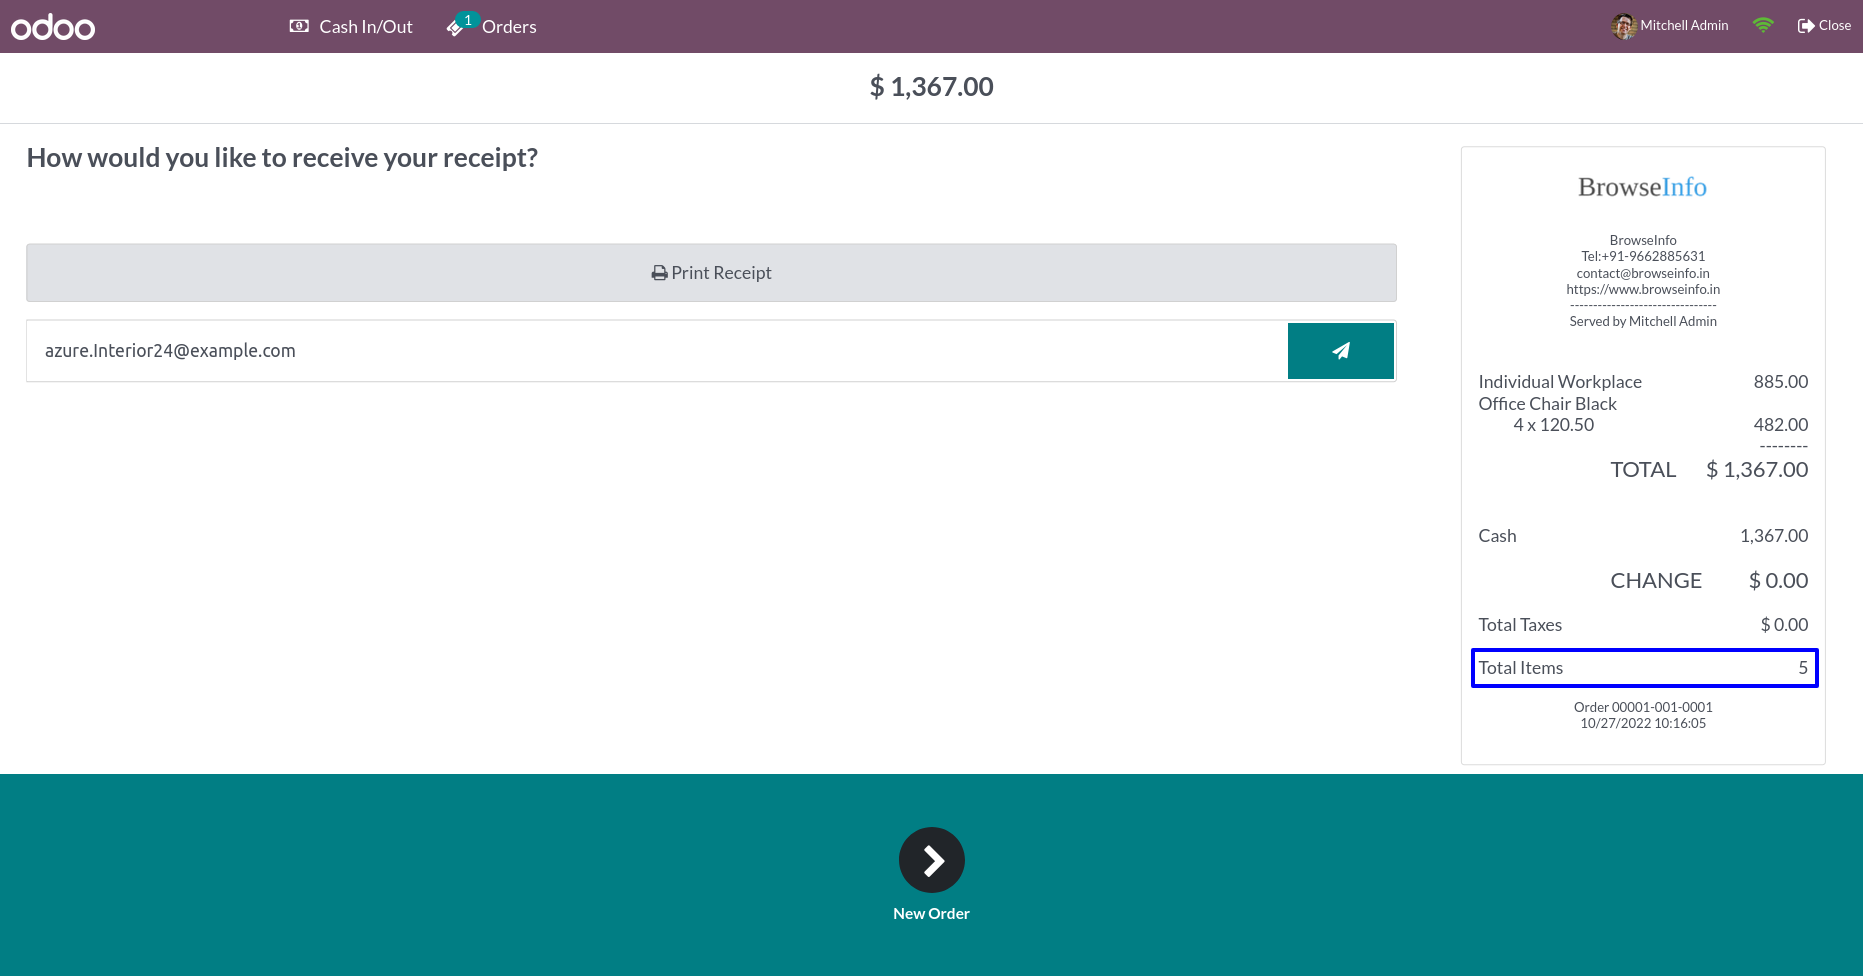 odoo
Cash In/Out
1
Orders
Mitchell Admin
Close
$ 1,367.00
How would you like to receive your receipt?
Print Receipt
azure.Interior24@example.com
BrowseInfo
BrowseInfo
Tel:+91-9662885631
contact@browseinfo.in
https://www.browseinfo.in
--------------------------------
Served by Mitchell Admin
Individual Workplace 885.00
Office Chair Black
4 x 120.50 482.00
--------
TOTAL $ 1,367.00
Cash 1,367.00
CHANGE $ 0.00
Total Taxes $ 0.00
Total Items 5
Order 00001-001-0001
10/27/2022 10:16:05
New Order